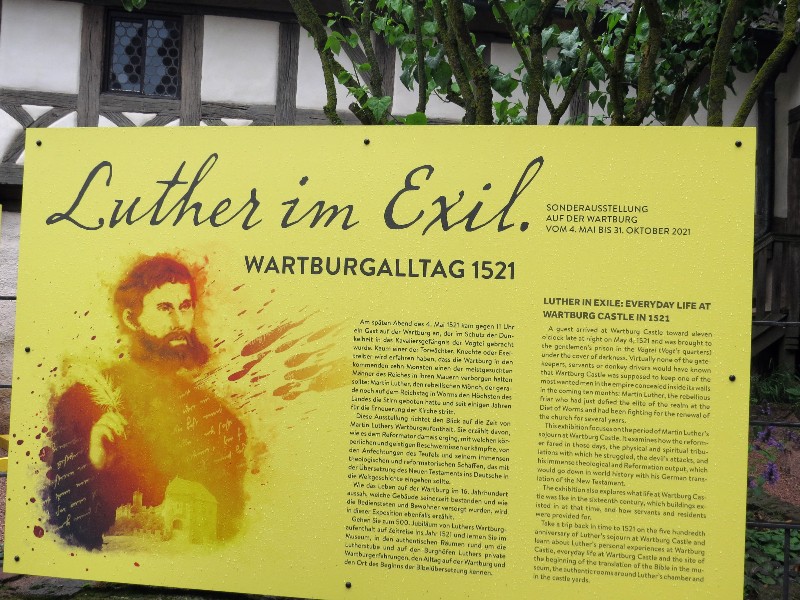 Luther im Exil.
SONDERAUSSTELLUNG
AUF DER WARTBURG
VOM 4. MAI BIS 31. OKTOBER 2021
WARTBURGALLTAG 1521
Am späten Abend des 4. Mai 1521 kam gegen 11 Uhr
ein Gast auf der Wartburg an, der im Schutz der Dun-
kelheit in das Kavaliersgefängnis der Vogtei gebracht
wurde. Kaum einer der Torwächter, Knechte oder Esel-
treiber wird erfahren haben, dass die Wartburg in den
kommenden zehn Monaten einen der meistgesuchten
Männer des Reiches in ihren Mauern verborgen halten
sollte: Martin Luther, den rebellischen Mönch, der gera-
de noch auf dem Reichstag in Worms den Höchsten des
Landes die Stirn geboten hatte und seit einigen Jahren
für die Erneuerung der Kirche stritt.
Diese Ausstellung richtet den Blick auf die Zeit von
Martin Luthers Wartburgaufenthalt. Sie erzählt davon,
wie es dem Reformator damals erging, mit welchen kör-
perlichen und geistigen Beschwernissen er kämpfte, von
den Anfechtungen des Teufels und seinem immensen
theologischen und reformatorischen Schaffen, das mit
der Übersetzung des Neuen Testaments ins Deutsche in
die Weltgeschichte eingehen sollte.
Wie das Leben auf der Wartburg im 16. Jahrhundert
aussah, welche Gebäude seinerzeit bestanden und wie
die Bediensteten und Bewohner versorgt wurden, wird
in dieser Exposition ebenfalls erzählt.
Gehen Sie zum 500. Jubiläum von Luthers Wartburg-
aufenthalt auf Zeitreise ins Jahr 1521 und lernen Sie im
Museum, in den authentischen Räumen rund um die
Lutherstube und auf den Burghöfen Luthers private
Wartburgerfahrungen, den Alltag auf der Wartburg und
den Ort des Beginns der Bibelübersetzung kennen.
LUTHER IN EXILE: EVERYDAY LIFE AT
WARTBURG CASTLE IN 1521
A guest arrived at Wartburg Castle toward eleven
o'clock late at night on May 4, 1521 and was brought to
the gentlemen's prison in the Vogtei (Vogt's quarters)
under the cover of darkness. Virtually none of the gate-
keepers, servants or donkey drivers would have known
that Wartburg Castle was supposed to keep one of the
most wanted men in the empire concealed inside its walls
in the coming ten months: Martin Luther, the rebellious
friar who had just defied the elite of the realm at the
Diet of Worms and had been fighting for the renewal of
the church for several years.
This exhibition focuses on the period of Martin Luther's
sojourn at Wartburg Castle. It examines how the reform-
er fared in those days, the physical and spiritual tribu-
lations with which he struggled, the devil's attacks, and
his immense theological and Reformation output, which
would go down in world history with his German trans-
lation of the New Testament.
The exhibition also explores what life at Wartburg Cas-
tle was like in the sixteenth century, which buildings ex-
isted in at that time, and how servants and residents
were provided for.
Take a trip back in time to 1521 on the five hundredth
anniversary of Luther's sojourn at Wartburg Castle and
learn about Luther's personal experiences at Wartburg
Castle, everyday life at Wartburg Castle and the site of
the beginning of the translation of the Bible in the mu-
seum, the authentic rooms around Luther's chamber and
in the castle yards.